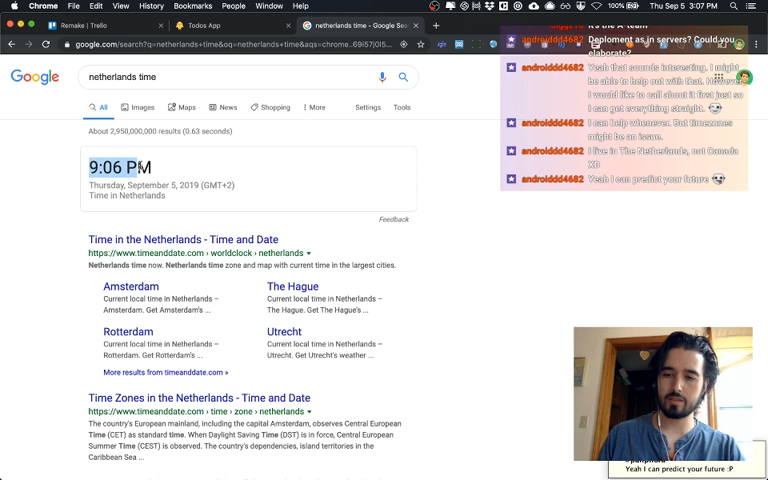 Chrome File Edit View History Bookmarks People Window Help
100% Thu Sep 5 3:07 PM
Remake | Trello
Todos App
netherlands time - Google Se
google.com/search?q=netherlands+time&oq=netherlands+time&aqs=chrome..69i57j0l5
Google
netherlands time
All Images Maps News Shopping More Settings Tools
About 2,950,000,000 results (0.63 seconds)
9:06 PM
Thursday, September 5, 2019 (GMT+2)
Time in Netherlands
Feedback
Time in the Netherlands - Time and Date
https://www.timeanddate.com › worldclock › netherlands
Netherlands time now. Netherlands time zone and map with current time in the largest cities.
Amsterdam
Current local time in Netherlands –
Amsterdam. Get Amsterdam's ...
The Hague
Current local time in Netherlands –
The Hague. Get The Hague's ...
Rotterdam
Current local time in Netherlands –
Rotterdam. Get Rotterdam's ...
Utrecht
Current local time in Netherlands –
Utrecht. Get Utrecht's weather ...
More results from timeanddate.com »
Time Zones in the Netherlands - Time and Date
https://www.timeanddate.com › time › zone › netherlands
The country's European mainland, including the capital Amsterdam, observes Central European
Time (CET) as standard time. When Daylight Saving Time (DST) is in force, Central European
Summer Time (CEST) is observed. The country's dependencies, island territories in the
Caribbean Sea ...
It's the A-team
androiddd4682 Deploment as in servers? Could you
elaborate?
androiddd4682 Yeah that sounds interesting. I might
be able to help out with that. However
I would like to call about it first just so
I can get everything straight.
androiddd4682 I can help whenever. But timezones
might be an issue.
androiddd4682 I live in The Netherlands, not Canada
XD
androiddd4682 Yeah I can predict your future
Yeah I can predict your future :P